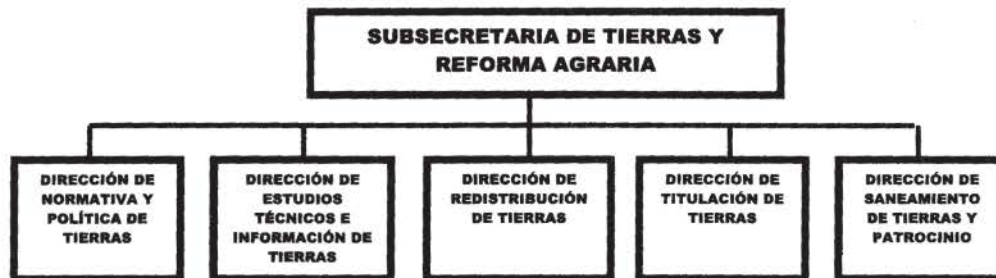 SUBSECRETARIA DE TIERRAS Y
REFORMA AGRARIA
DIRECCIÓN DE
NORMATIVA Y
POLÍTICA DE
TIERRAS
DIRECCIÓN DE
ESTUDIOS
TÉCNICOS E
INFORMACIÓN DE
TIERRAS
DIRECCIÓN DE
REDISTRIBUCIÓN
DE TIERRAS
DIRECCIÓN DE
TITULACIÓN DE
TIERRAS
DIRECCIÓN DE
SANEAMIENTO
DE TIERRAS Y
PATROCINIO